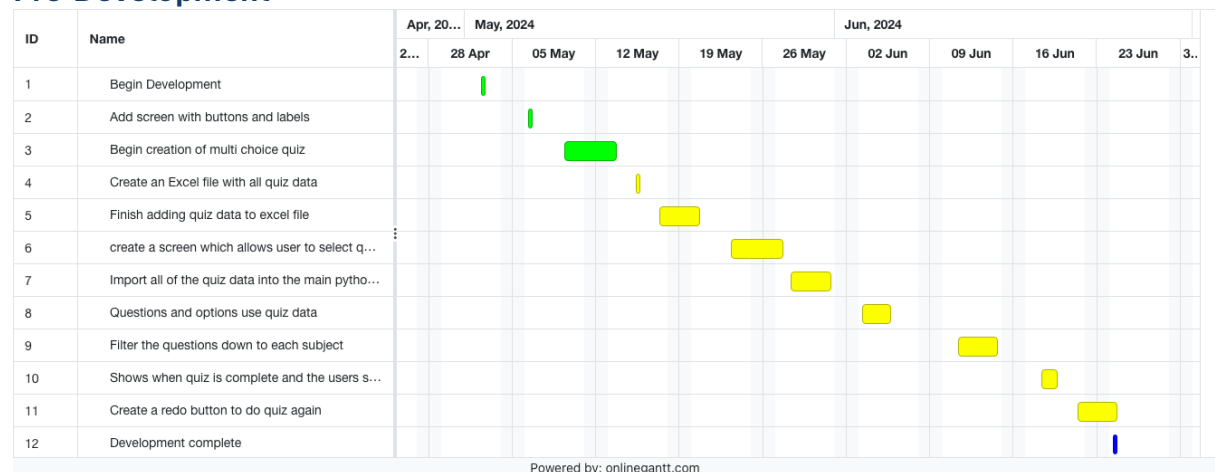 Pre-Development
Apr, 20... May, 2024 Jun, 2024
ID Name
2... 28 Apr 05 May 12 May 19 May 26 May 02 Jun 09 Jun 16 Jun 23 Jun 3..
1 Begin Development
2 Add screen with buttons and labels
3 Begin creation of multi choice quiz
4 Create an Excel file with all quiz data
5 Finish adding quiz data to excel file
6 create a screen which allows user to select q...
7 Import all of the quiz data into the main pytho...
8 Questions and options use quiz data
9 Filter the questions down to each subject
10 Shows when quiz is complete and the users s...
11 Create a redo button to do quiz again
12 Development complete
Powered by: onlinegantt.com